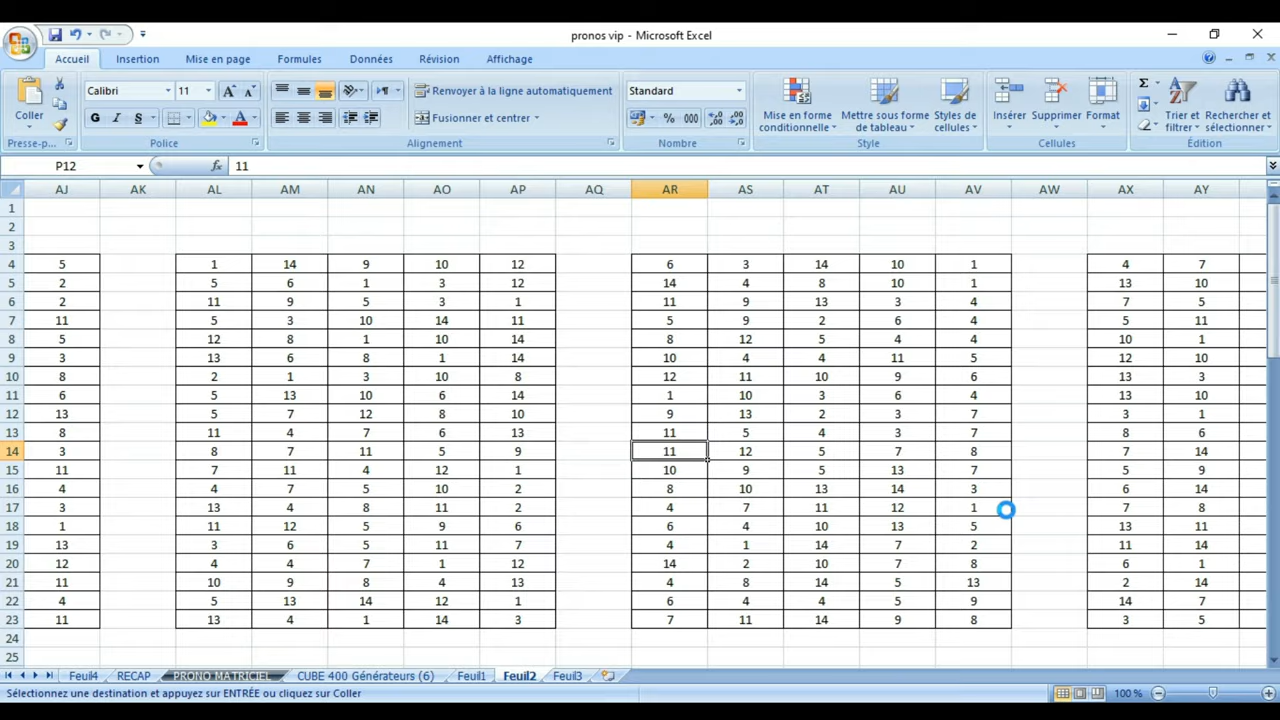 pronos vip - Microsoft Excel
Accueil Insertion Mise en page Formules Données Révision Affichage
Coller
Presse-p...
Calibri 11
G I S
Police
Renvoyer à la ligne automatiquement
Fusionner et centrer
Alignement
Standard
% 000
Nombre
Mise en forme conditionnelle
Mettre sous forme de tableau
Styles de cellules
Style
Insérer Supprimer Format
Cellules
Trier et filtrer
Rechercher et sélectionner
Édition
P12 fx 11
AJ AK AL AM AN AO AP AQ AR AS AT AU AV AW AX AY
1
2
3
4 5 1 14 9 10 12 6 3 14 10 1 4 7
5 2 5 6 1 3 12 14 4 8 10 1 13 10
6 2 11 9 5 3 1 11 9 13 3 4 7 5
7 11 5 3 10 14 11 5 9 2 6 4 5 11
8 5 12 8 1 10 14 8 12 5 4 4 10 1
9 3 13 6 8 1 14 10 4 4 11 5 12 10
10 8 2 1 3 10 8 12 11 10 9 6 13 3
11 6 5 13 10 6 14 1 10 3 6 4 13 10
12 13 5 7 12 8 10 9 13 2 3 7 3 1
13 8 11 4 7 6 13 11 5 4 3 7 8 6
14 3 8 7 11 5 9 11 12 5 7 8 7 14
15 11 7 11 4 12 1 10 9 5 13 7 5 9
16 4 4 7 5 10 2 8 10 13 14 3 6 14
17 3 13 4 8 11 2 4 7 11 12 1 7 8
18 1 11 12 5 9 6 6 4 10 13 5 13 11
19 13 3 6 5 11 7 4 1 14 7 2 11 14
20 12 4 4 7 1 12 14 2 10 7 8 6 1
21 11 10 9 8 4 13 4 8 14 5 13 2 14
22 4 5 13 14 12 1 6 4 4 5 9 14 7
23 11 13 4 1 14 3 7 11 14 9 8 3 5
24
25
Feuil4 RECAP PRONO MATRICIEL CUBE 400 Générateurs (6) Feuil1 Feuil2 Feuil3
Sélectionnez une destination et appuyez sur ENTRÉE ou cliquez sur Coller 100 %